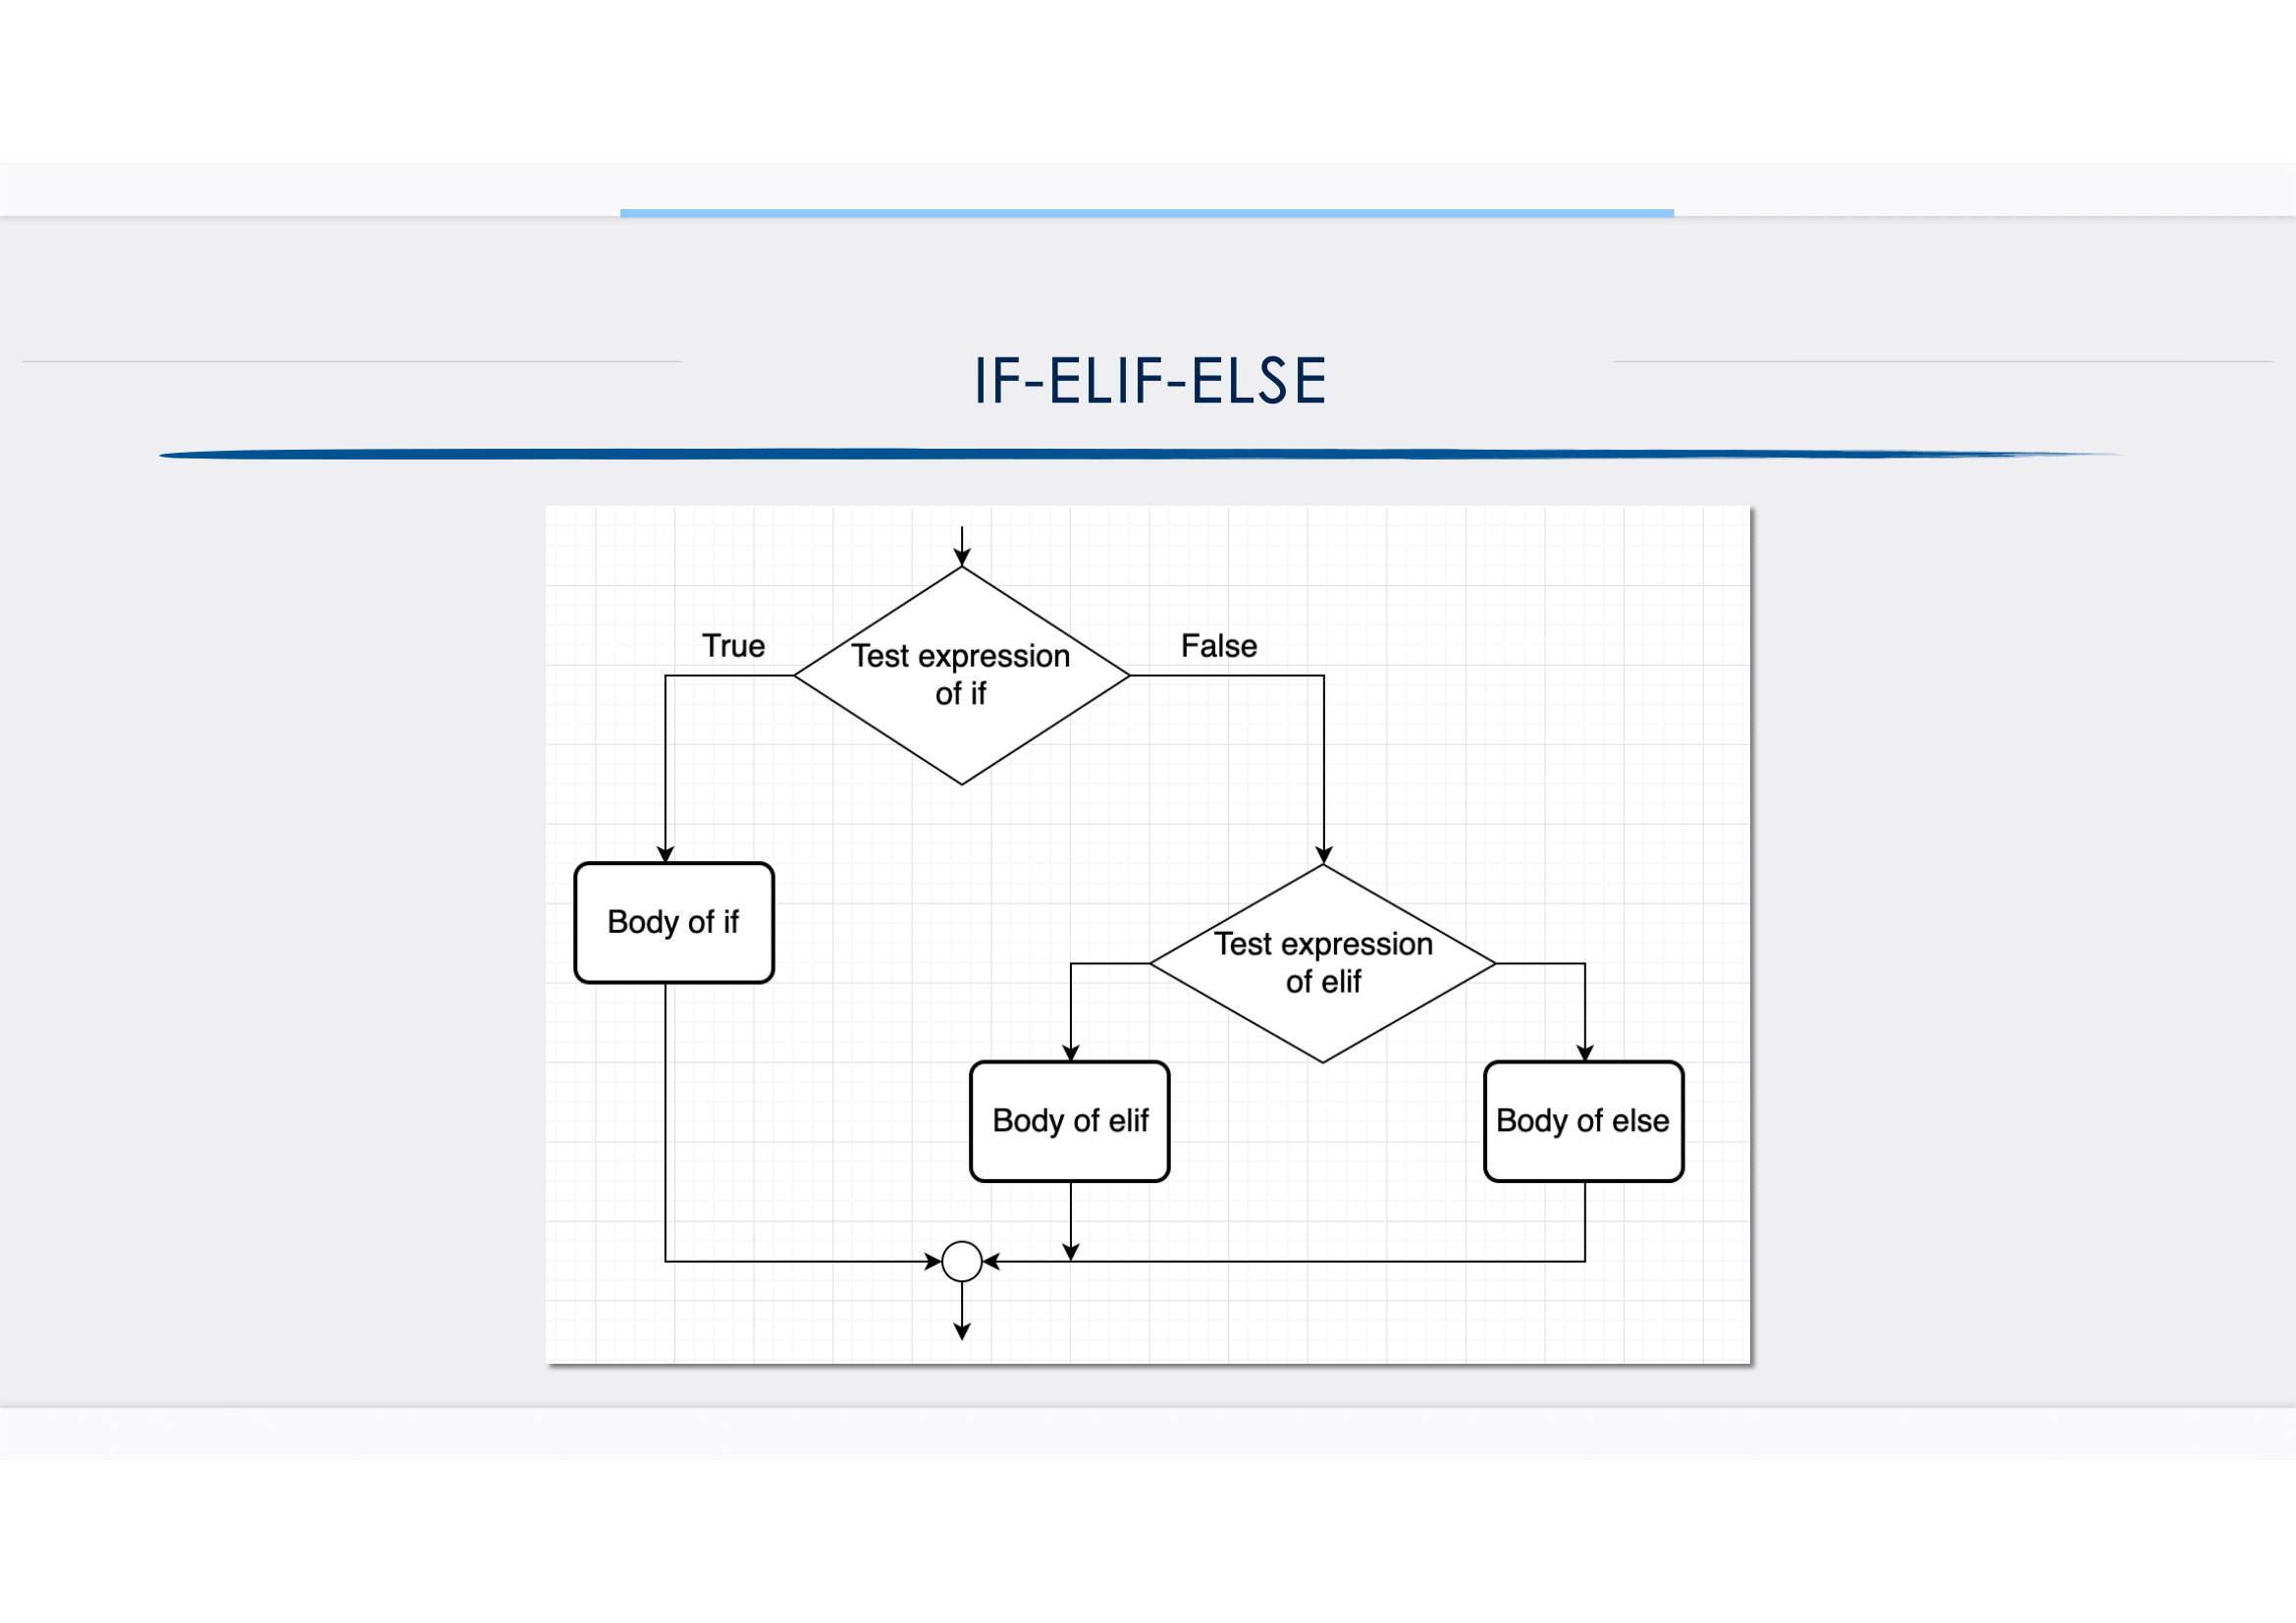 IF-ELIF-ELSE
True
False
Test expression
of if
Body of if
Test expression
of elif
Body of elif
Body of else